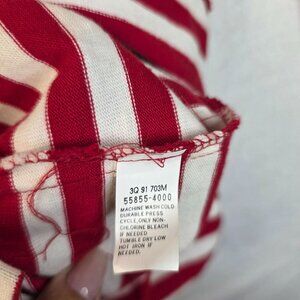 3Q 91 703M
55855-4000
MACHINE WASH COLD
DURABLE PRESS
CYCLE,ONLY NON-
CHLORINE BLEACH
IF NEEDED
TUMBLE DRY LOW
HOT IRON IF NEEDED